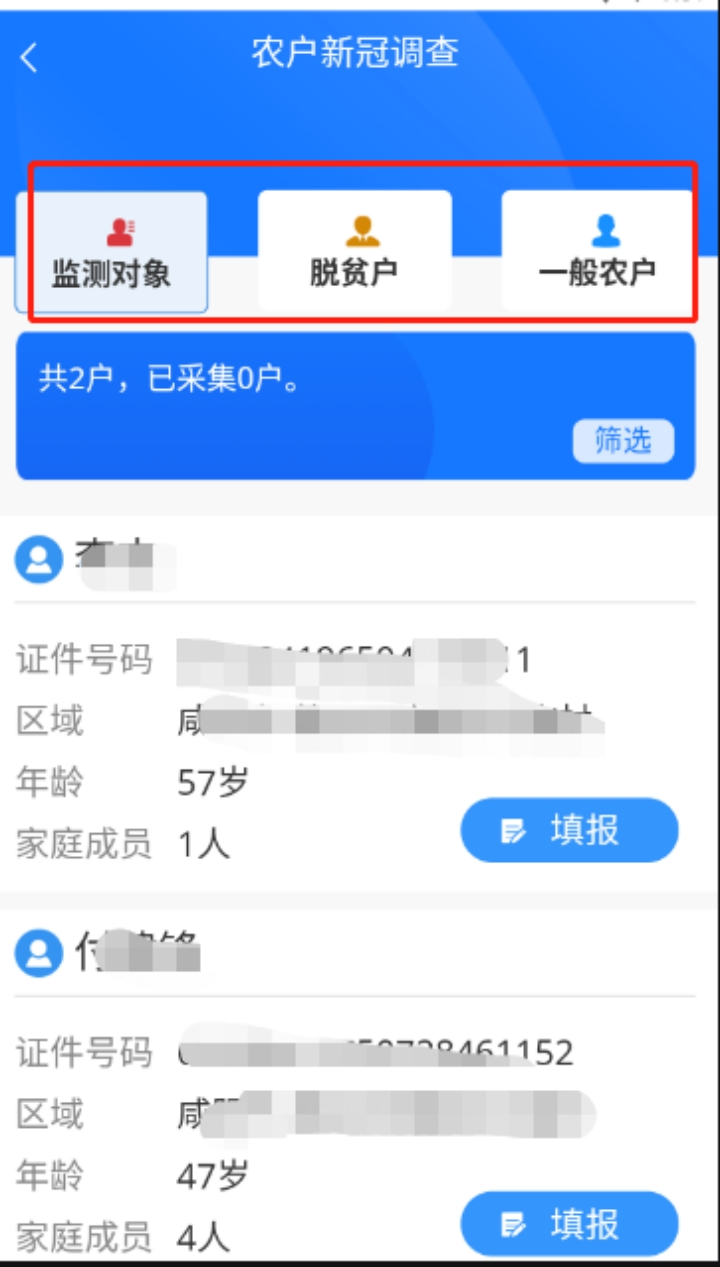 农户新冠调查
监测对象 脱贫户 一般农户
共2户，已采集0户。
筛选
证件号码
区域 咸
年龄 57岁
家庭成员 1人
填报
证件号码
区域 咸
年龄 47岁
家庭成员 4人
填报